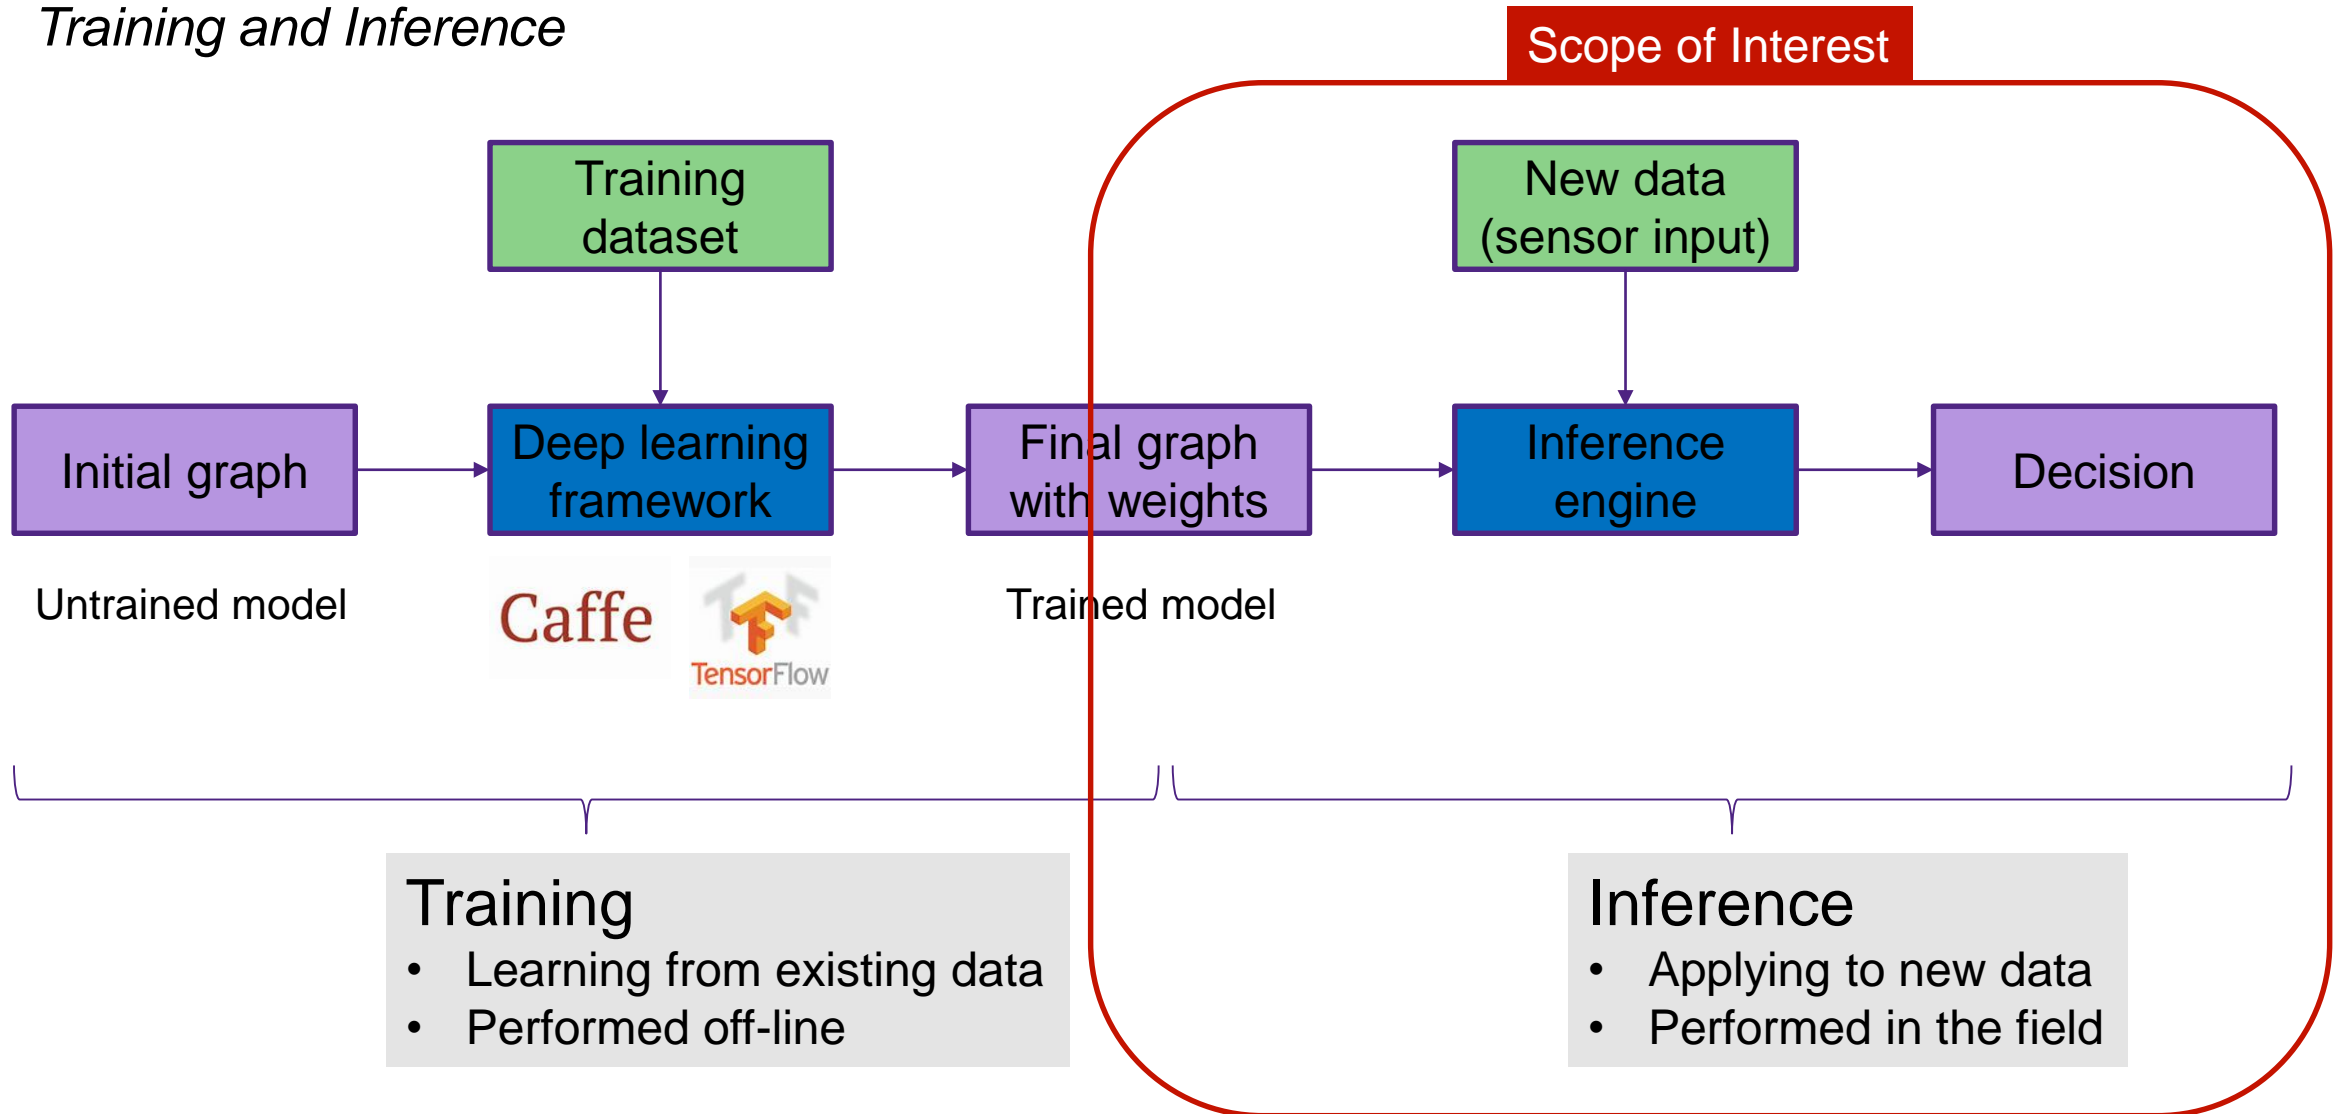 Training and Inference
Scope of Interest
Training
dataset
New data
(sensor input)
Initial graph
Deep learning
framework
Final graph
with weights
Inference
engine
Decision
Untrained model
Caffe
TensorFlow
Trained model
Training
• Learning from existing data
• Performed off-line
Inference
• Applying to new data
• Performed in the field